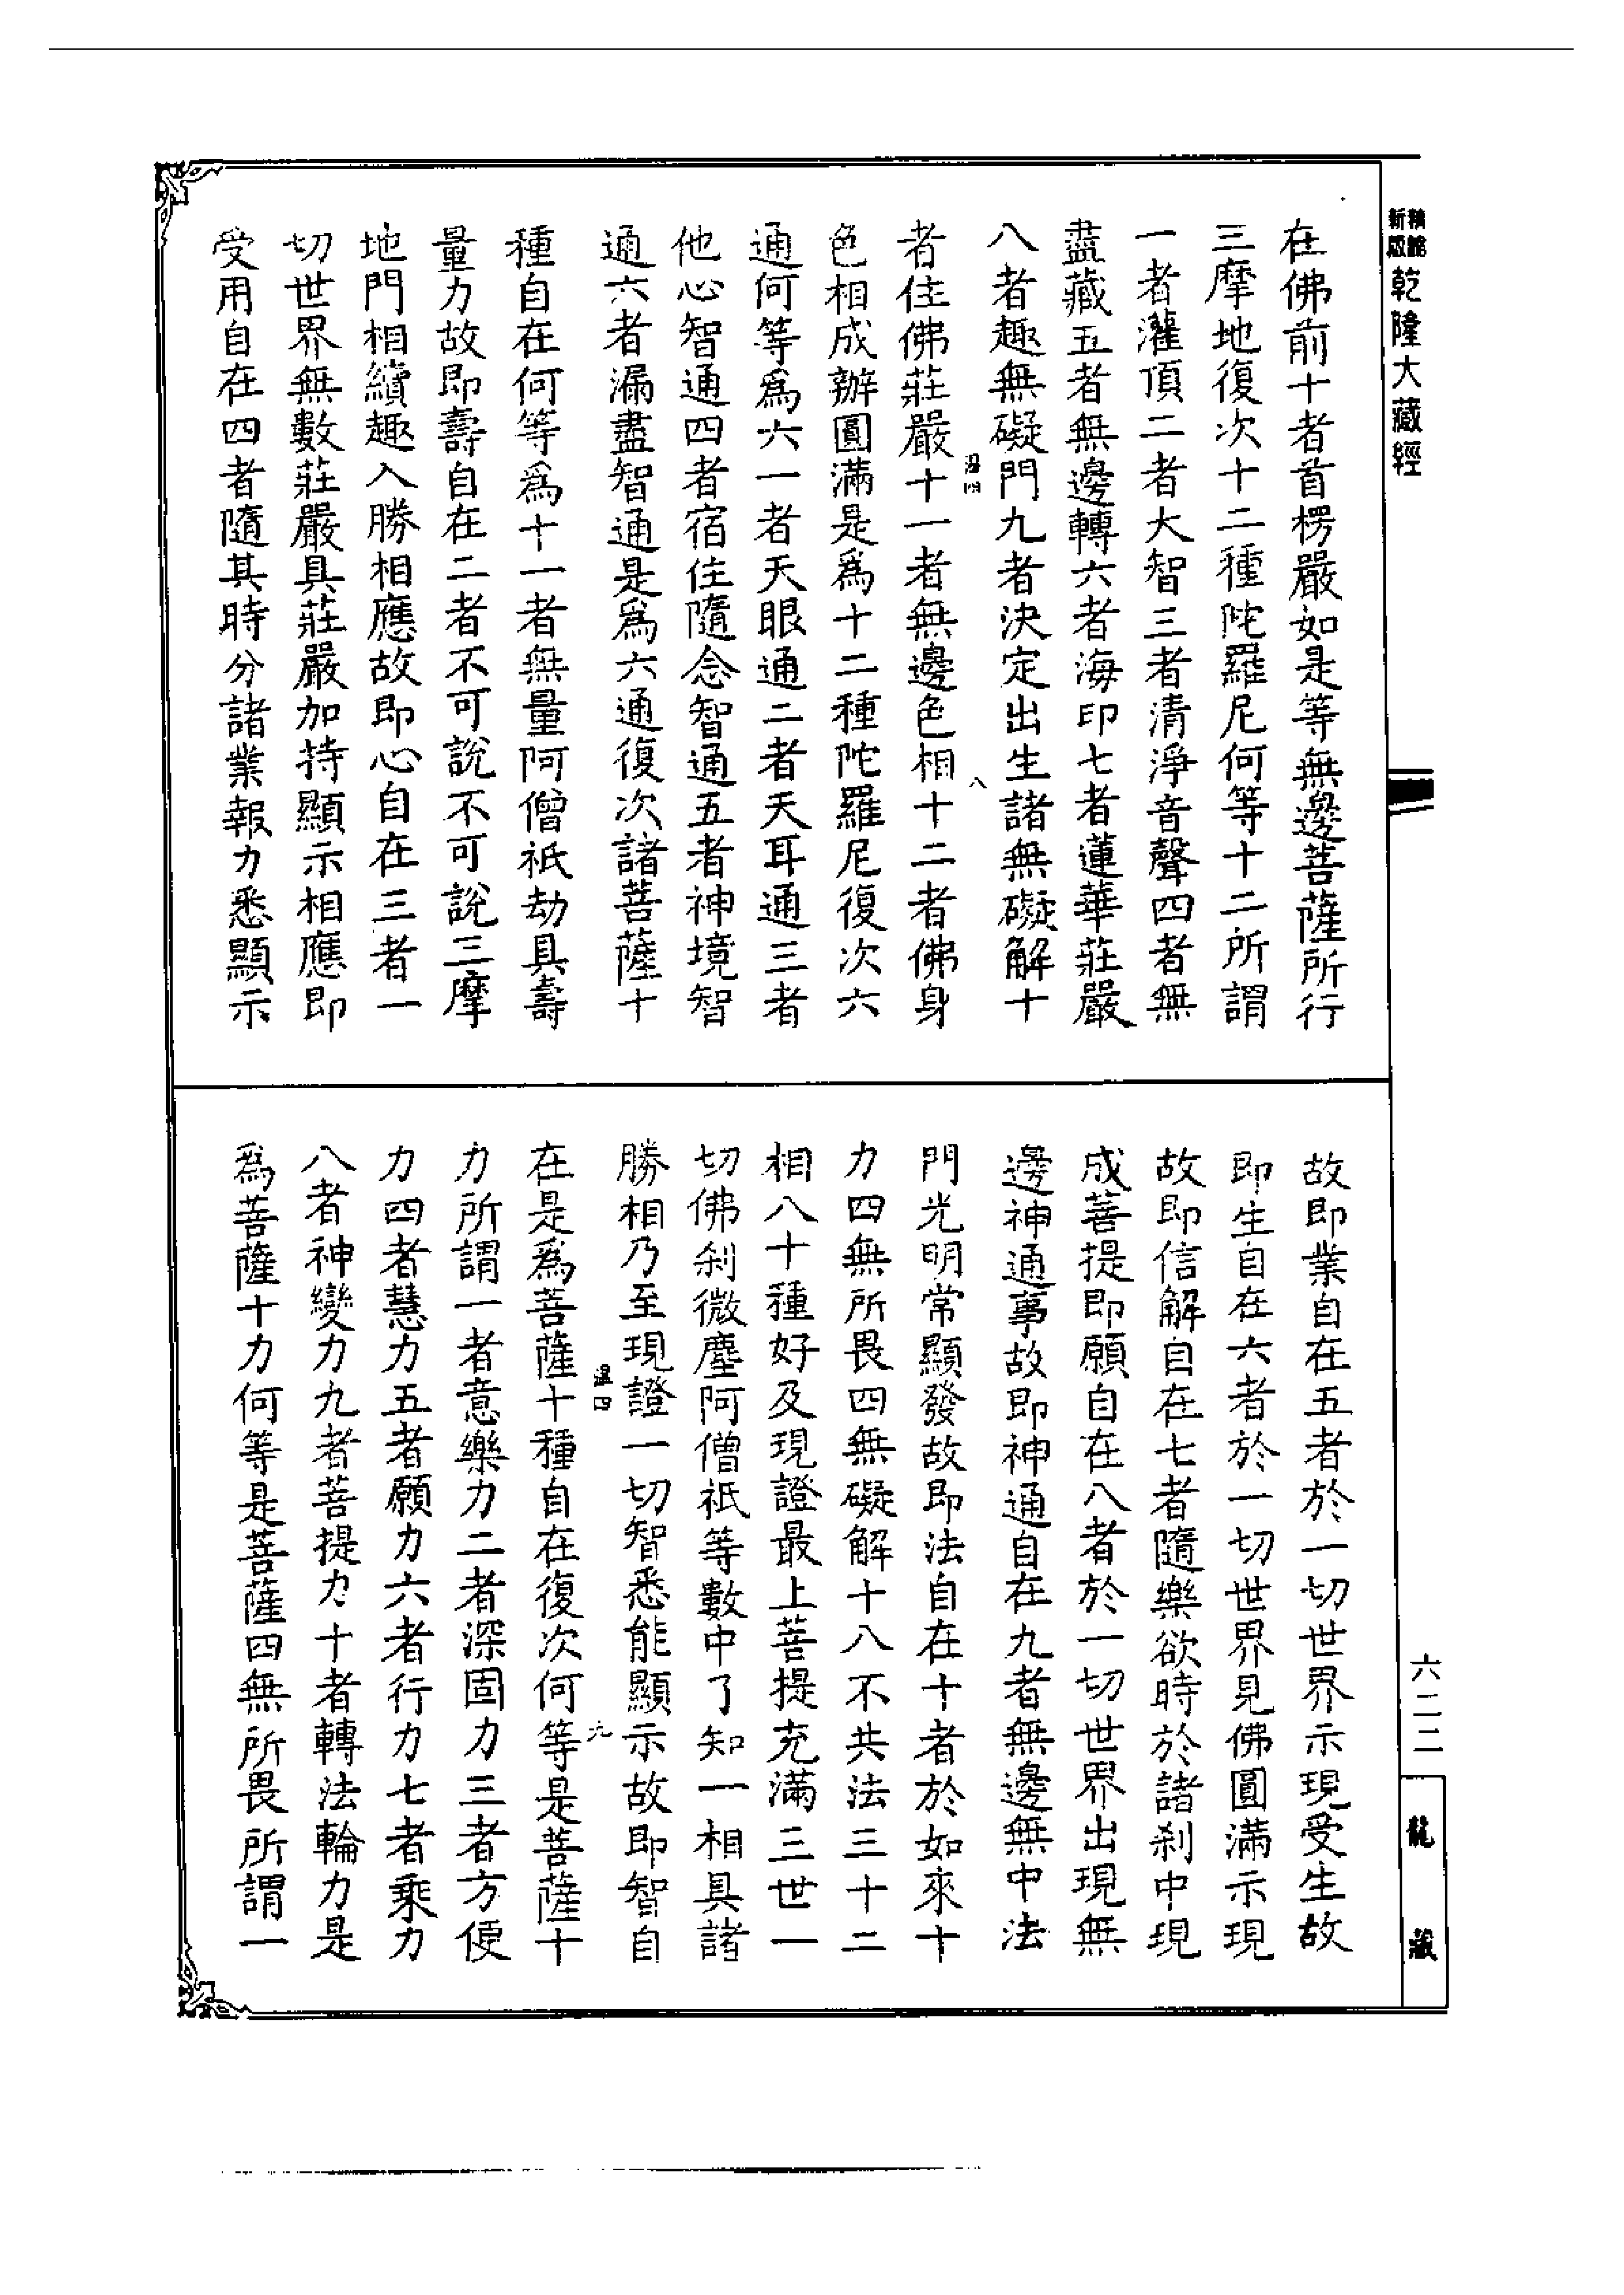 新版精縮乾隆大藏經
在佛前十者首楞嚴如是等無邊菩薩所行
三摩地復次十二種陀羅尼何等十二所謂
一者灌頂二者大智三者清淨音聲四者無
盡藏五者無邊轉六者海印七者蓮華莊嚴
八者趣無礙門九者決定出生諸無礙解十
者住佛莊嚴十一者無邊色相十二者佛身
色相成辦圓滿是爲十二種陀羅尼復次六
通何等爲六一者天眼通二者天耳通三者
他心智通四者宿住隨念智通五者神境智
通六者漏盡智通是爲六通復次諸菩薩十
種自在何等爲十一者無量阿僧祇劫具壽
量力故即壽自在二者不可說不可說三摩
地門相續趣入勝相應故即心自在三者一
切世界無數莊嚴具莊嚴加持顯示相應即
受用自在四者隨其時分諸業報力悉顯示
故即業自在五者於一切世界示現受生故
即生自在六者於一切世界見佛圓滿示現
故即信解自在七者隨樂欲時於諸刹中現
成菩提即願自在八者於一切世界出現無
邊神通事故即神通自在九者無邊無中法
門光明常顯發故即法自在十者於如來十
力四無所畏四無礙解十八不共法三十二
相八十種好及現證最上菩提充滿三世一
切佛刹微塵阿僧祇等數中了知一相具諸
勝相乃至現證一切智悉能顯示故即智自
在是爲菩薩十種自在復次何等是菩薩十
力所謂一者意樂力二者深固力三者方便
力四者慧力五者願力六者行力七者乘力
八者神變力九者菩提力十者轉法輪力是
爲菩薩十力何等是菩薩四無所畏所謂一
八
九
六二二
龍藏